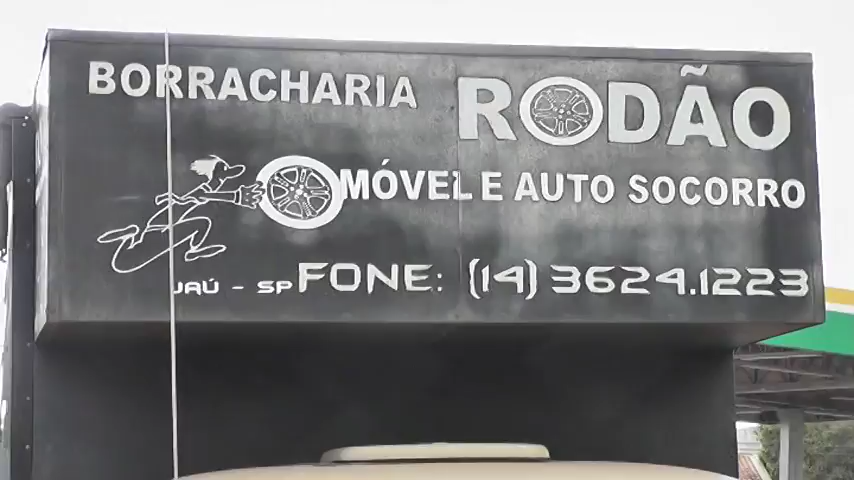 BORRACHARIA RODÃO
MÓVEL E AUTO SOCORRO
JAÚ - SP FONE: (14) 3624.1223